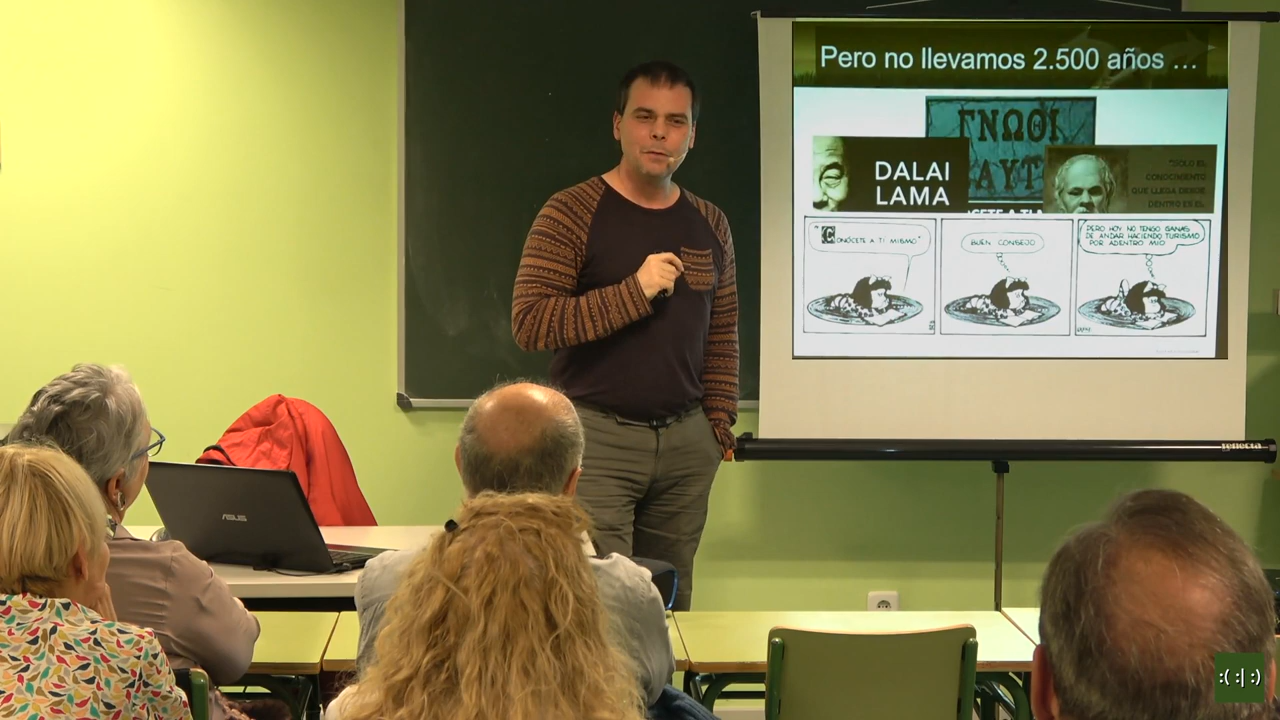 Pero no llevamos 2.500 años ...
ΓΝΩΘΙ
ΑΥΤ
DALAI
LAMA
"SOLO EL
CONOCIMIENTO
QUE LLEGA DESDE
DENTRO ES EL
"CONÓCETE A TI MISMO"
BUEN CONSEJO
PERO HOY NO TENGO GANAS
DE ANDAR HACIENDO TURISMO
POR ADENTRO MIO
reflecta
ASUS
:( :| :)